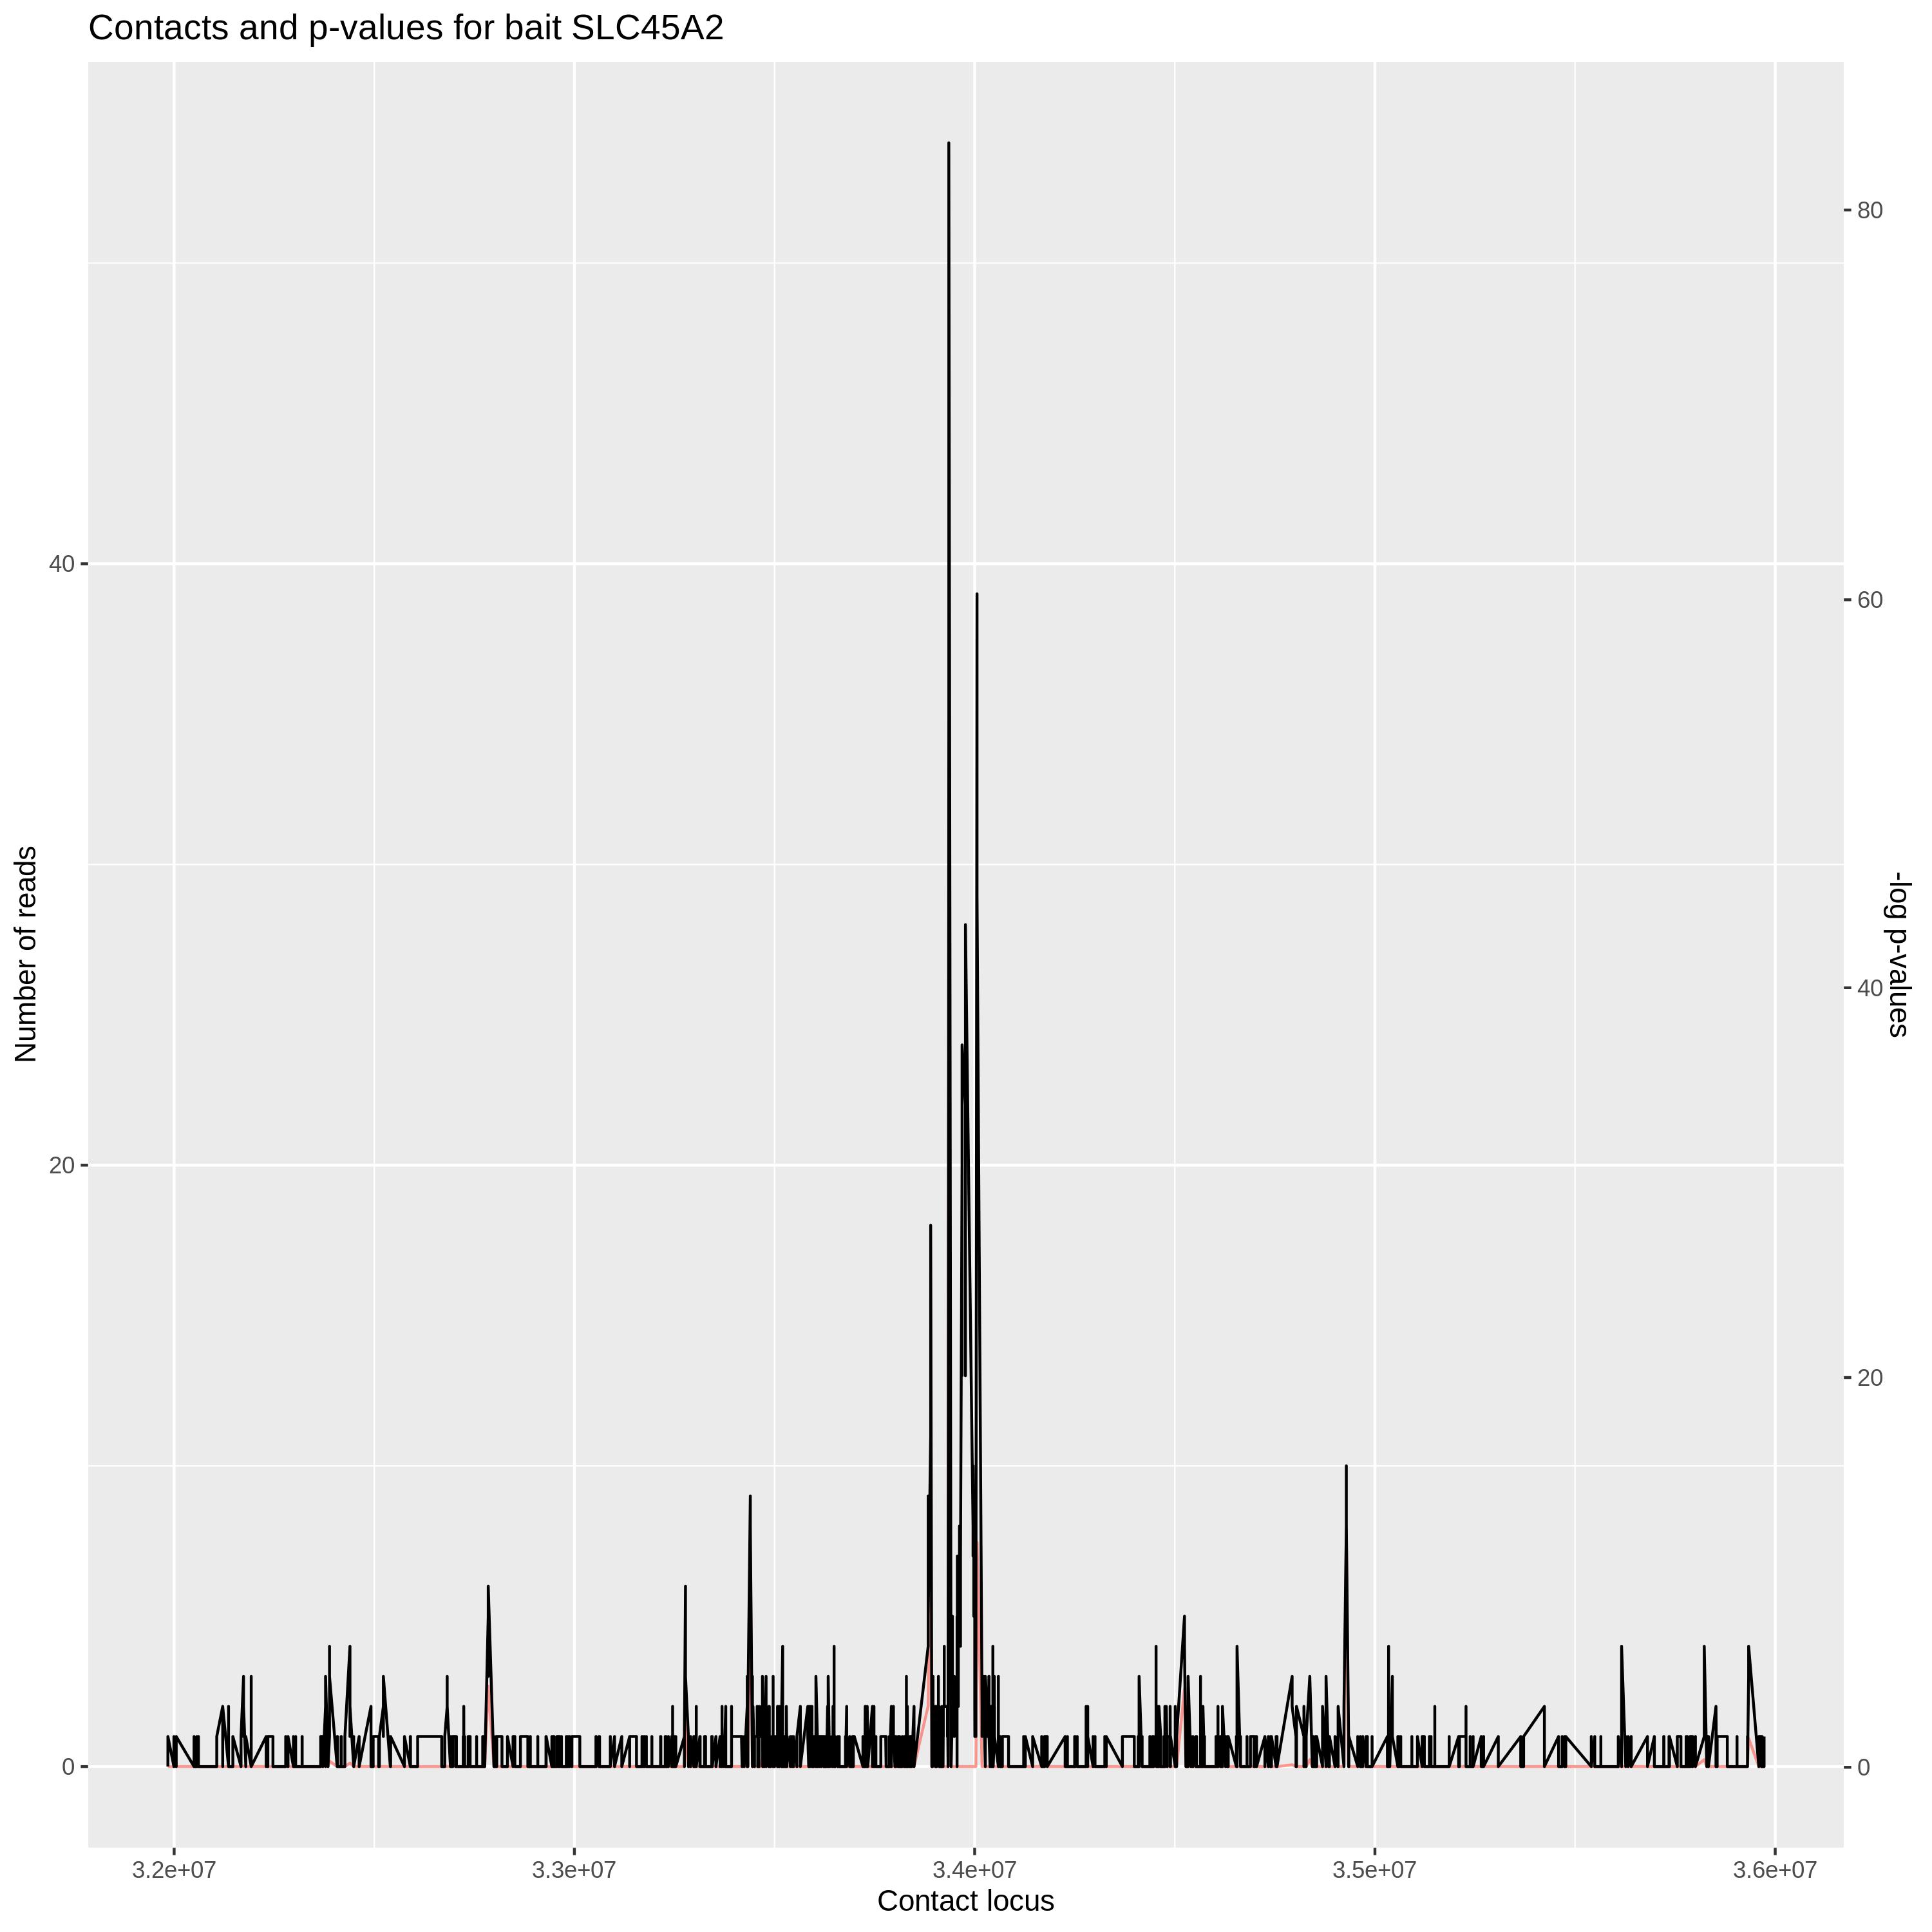 Contacts and p-values for bait SLC45A2
Number of reads
40
20
0
80
60
40
20
0
-log p-values
3.2e+07 3.3e+07 3.4e+07 3.5e+07 3.6e+07
Contact locus